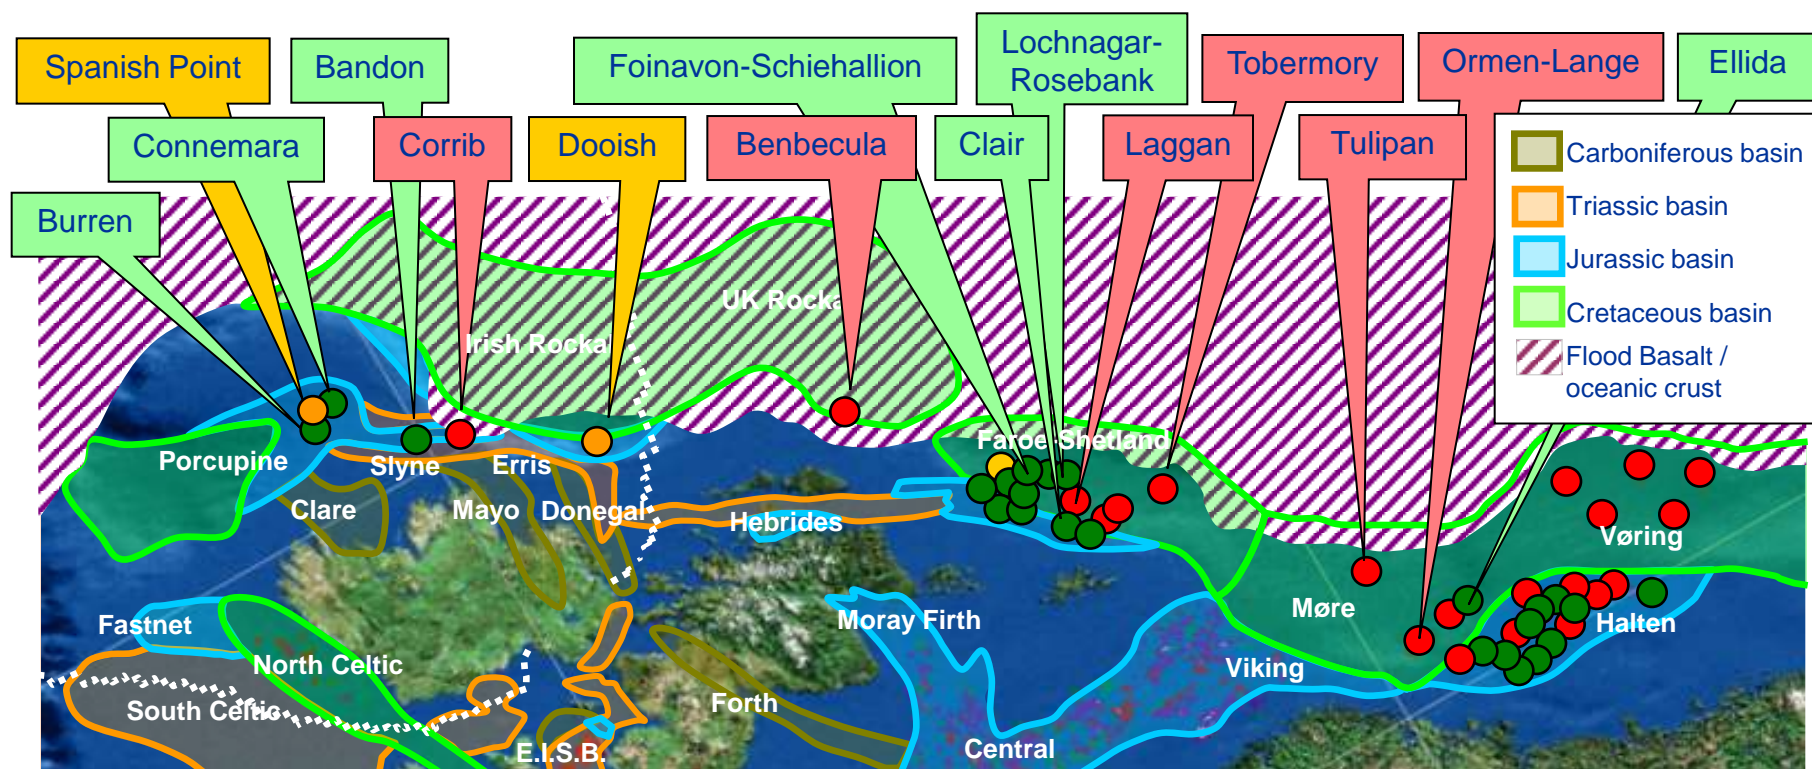 Spanish Point
Bandon
Foinavon-Schiehallion
Lochnagar-
Rosebank
Tobermory
Ormen-Lange
Ellida
Connemara
Corrib
Dooish
Benbecula
Clair
Laggan
Tulipan
Burren
Carboniferous basin
Triassic basin
Jurassic basin
Cretaceous basin
Flood Basalt /
oceanic crust
UK Rocka
Irish Rocka
Faroe-Shetland
Porcupine
Slyne
Erris
Clare
Mayo
Donegal
Hebrides
Vøring
Møre
Halten
Fastnet
North Celtic
Moray Firth
Viking
South Celtic
Forth
E.I.S.B.
Central